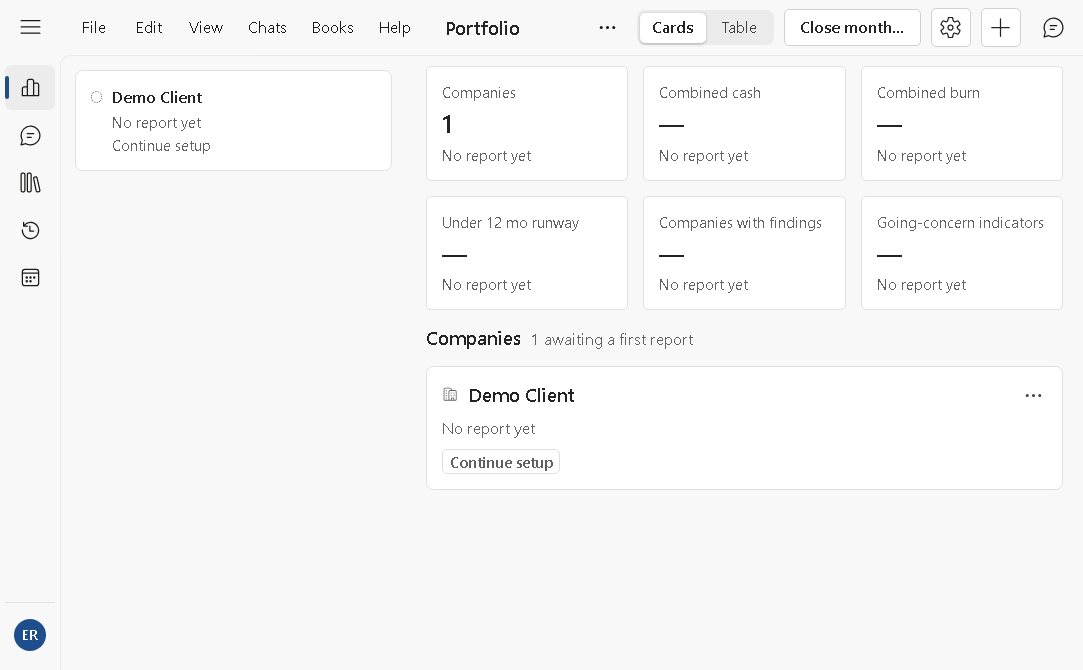 File Edit View Chats Books Help
Portfolio
Cards Table
Close month...
Demo Client
No report yet
Continue setup
Companies
1
No report yet
Combined cash
—
No report yet
Combined burn
—
No report yet
Under 12 mo runway
—
No report yet
Companies with findings
—
No report yet
Going-concern indicators
—
No report yet
Companies 1 awaiting a first report
Demo Client
No report yet
Continue setup
ER